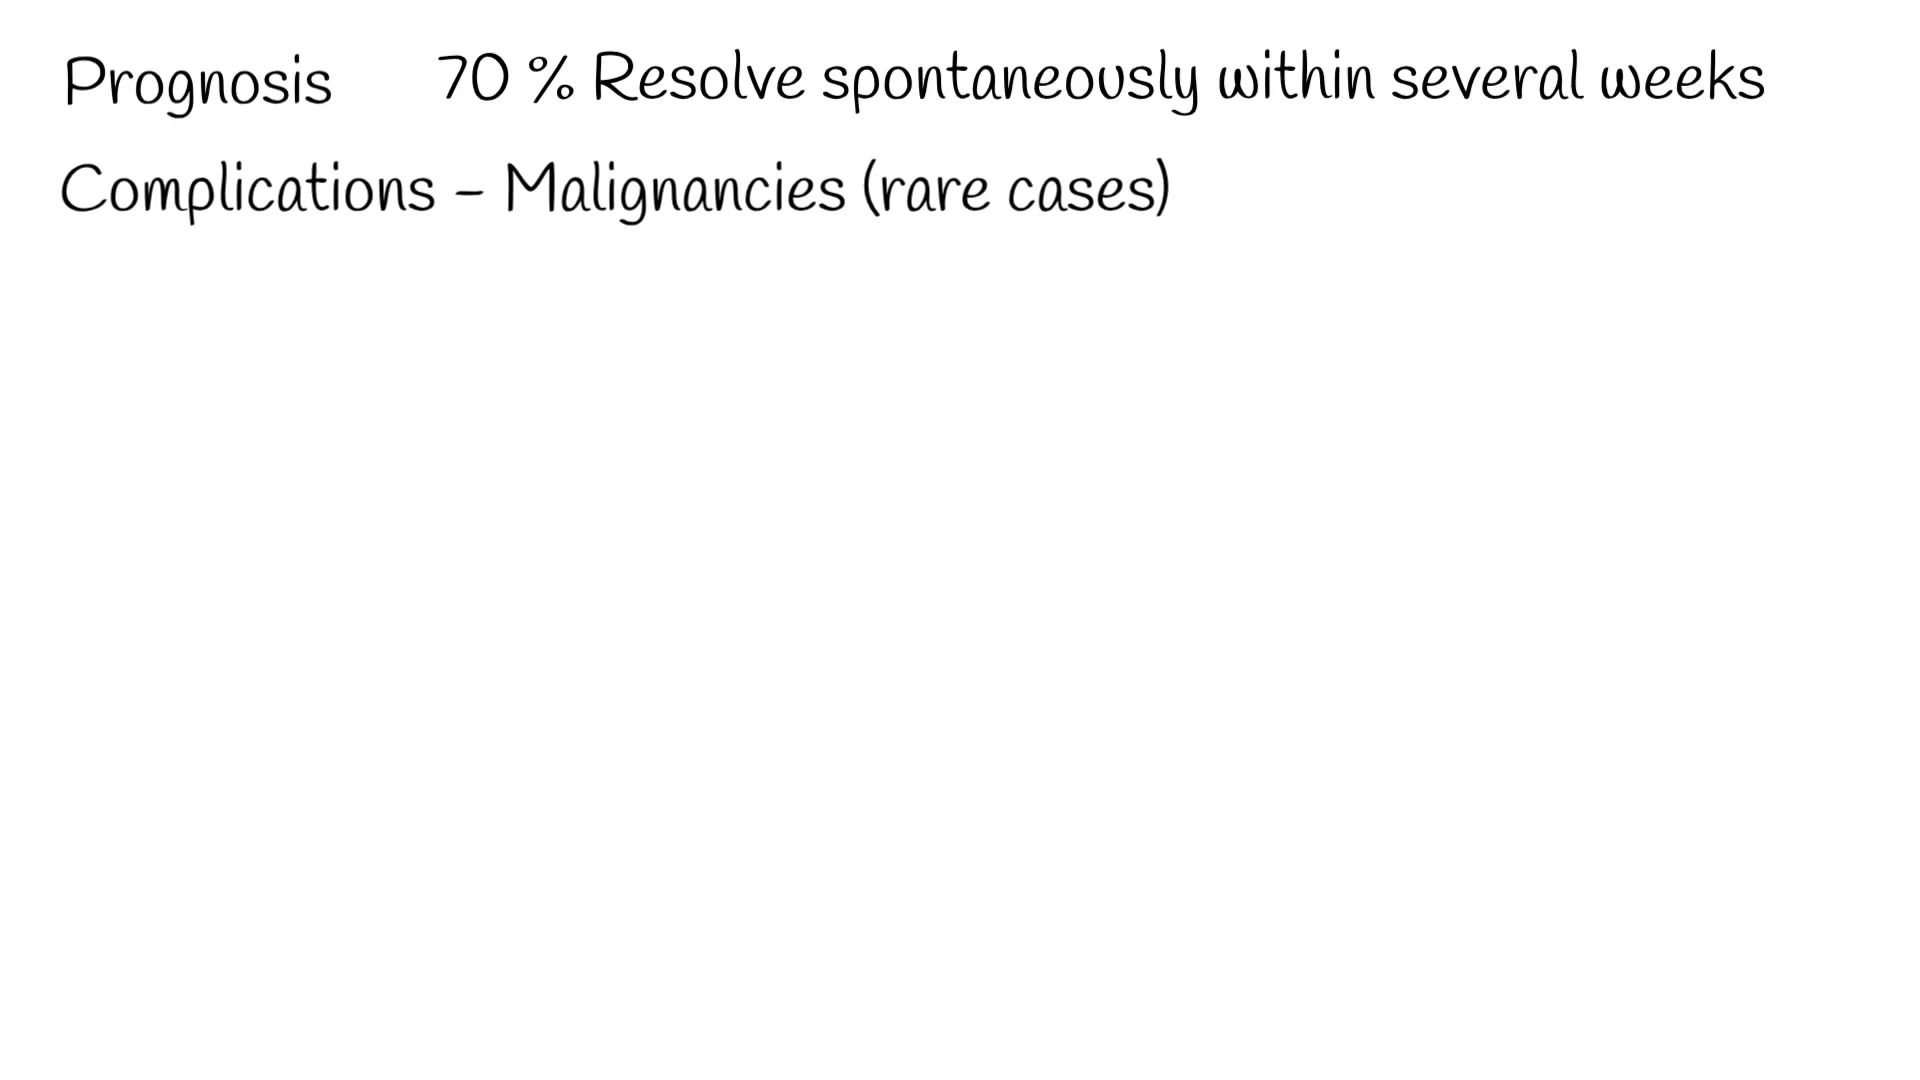 Prognosis 70 % Resolve spontaneously within several weeks
Complications - Malignancies (rare cases)